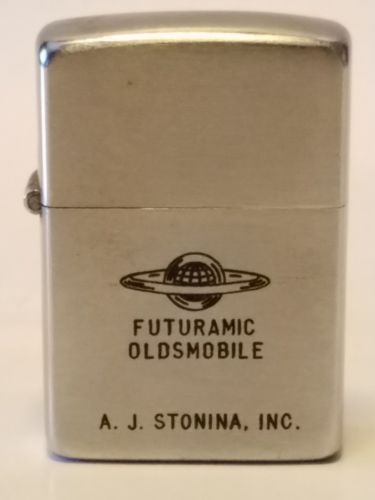 FUTURAMIC
OLDSMOBILE
A. J. STONINA, INC.